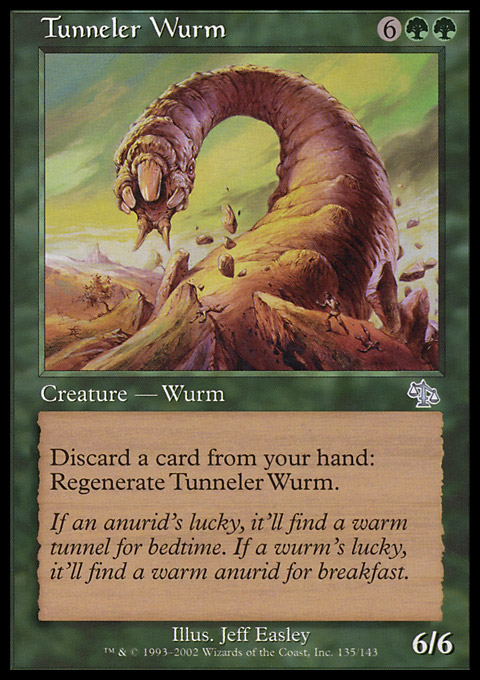 Tunneler Wurm 6
Creature — Wurm
Discard a card from your hand:
Regenerate Tunneler Wurm.
If an anurid's lucky, it'll find a warm
tunnel for bedtime. If a wurm's lucky,
it'll find a warm anurid for breakfast.
Illus. Jeff Easley
™ & © 1993-2002 Wizards of the Coast, Inc. 135/143
6/6